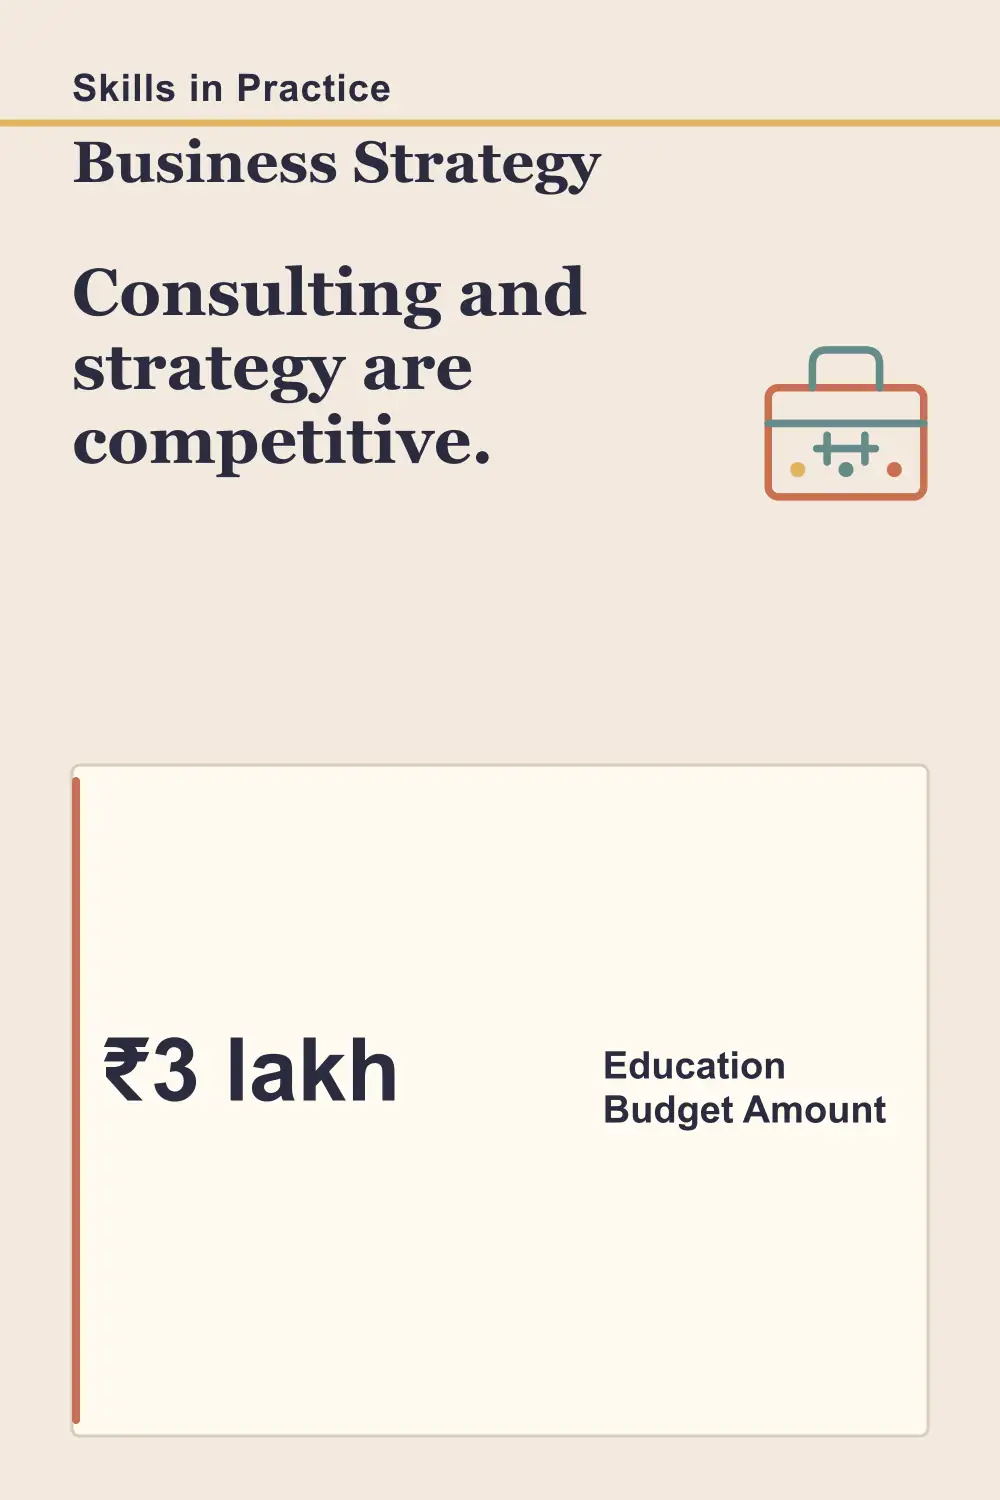 Skills in Practice
Business Strategy
Consulting and
strategy are
competitive.
₹3 lakh
Education
Budget Amount